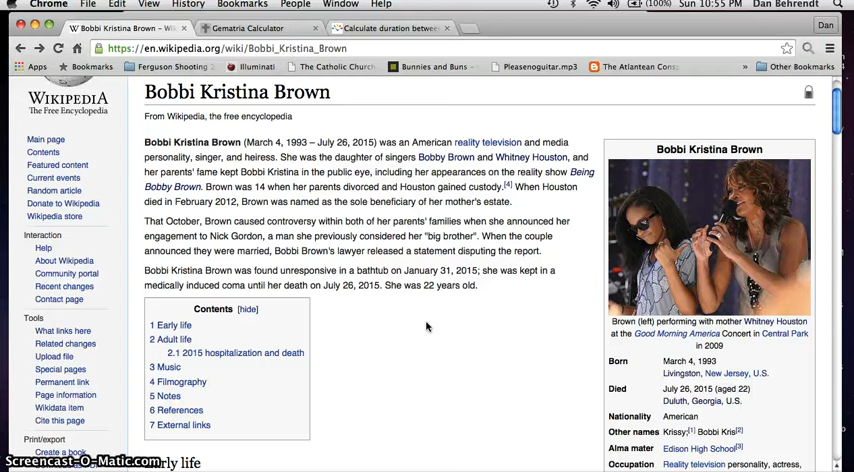 Chrome File Edit View History Bookmarks People Window Help (100%) Sun 10:55 PM Dan Behrendt
Bobbi Kristina Brown – Wiki Gematria Calculator Calculate duration between Dan
https://en.wikipedia.org/wiki/Bobbi_Kristina_Brown
Apps Bookmarks Ferguson Shooting The Catholic Church Illuminati Bunnies and Buns - Pleasenoguitar.mp3 The Atlantean Cons » Other Bookmarks
WIKIPEDIA
The Free Encyclopedia
Main page
Contents
Featured content
Current events
Random article
Donate to Wikipedia
Wikipedia store
Interaction
Help
About Wikipedia
Community portal
Recent changes
Contact page
Tools
What links here
Related changes
Upload file
Special pages
Permanent link
Page information
Wikidata item
Cite this page
Print/export
Create a book
Bobbi Kristina Brown
From Wikipedia, the free encyclopedia
Bobbi Kristina Brown (March 4, 1993 – July 26, 2015) was an American reality television and media
personality, singer, and heiress. She was the daughter of singers Bobby Brown and Whitney Houston, and
her parents' fame kept Bobbi Kristina in the public eye, including her appearances on the reality show Being
Bobby Brown. Brown was 14 when her parents divorced and Houston gained custody.[4] When Houston
died in February 2012, Brown was named as the sole beneficiary of her mother's estate.
That October, Brown caused controversy within both of her parents' families when she announced her
engagement to Nick Gordon, a man she previously considered her "big brother". When the couple
announced they were married, Bobbi Brown's lawyer released a statement disputing the report.
Bobbi Kristina Brown was found unresponsive in a bathtub on January 31, 2015; she was kept in a
medically induced coma until her death on July 26, 2015. She was 22 years old.
Contents [hide]
1 Early life
2 Adult life
2.1 2015 hospitalization and death
3 Music
4 Filmography
5 Notes
6 References
7 External links
Early life
Bobbi Kristina Brown
Brown (left) performing with mother Whitney Houston
at the Good Morning America Concert in Central Park
in 2009
Born March 4, 1993
Livingston, New Jersey, U.S.
Died July 26, 2015 (aged 22)
Duluth, Georgia, U.S.
Nationality American
Other names Krissy;[1] Bobbi Kris[2]
Alma mater Edison High School[3]
Occupation Reality television personality, actress,
Screencast-O-Matic.com